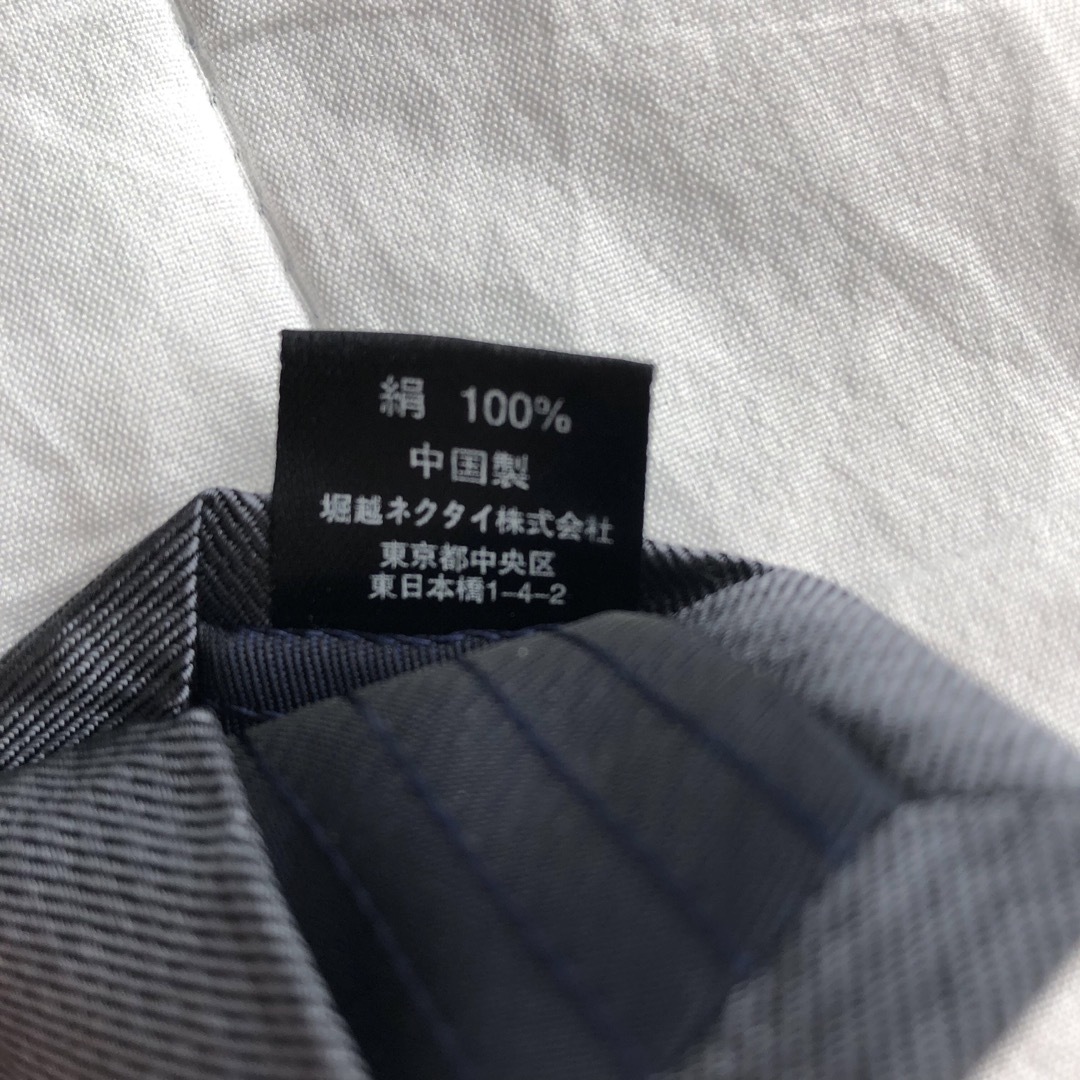 絹 100%
中国製
堀越ネクタイ株式会社
東京都中央区
東日本橋1-4-2